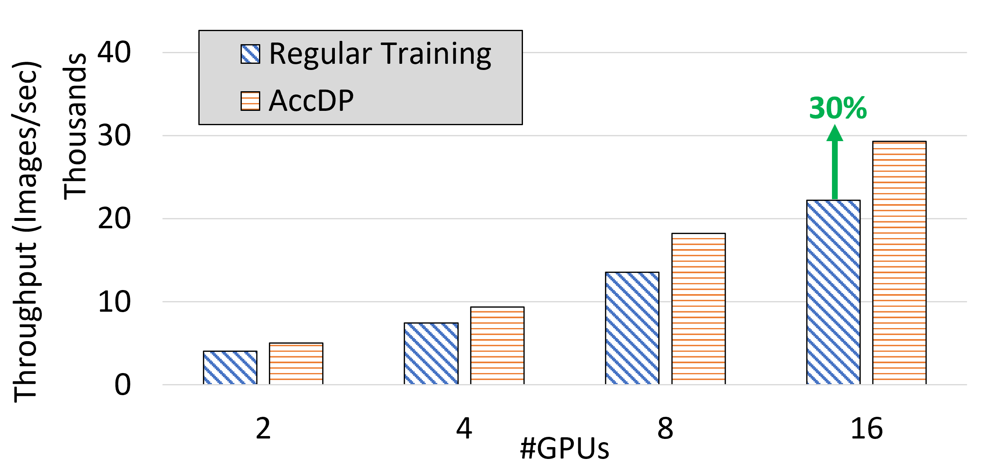 Throughput (Images/sec)
Thousands
40
30
20
10
0
Regular Training
AccDP
30%
2
4
8
16
#GPUs